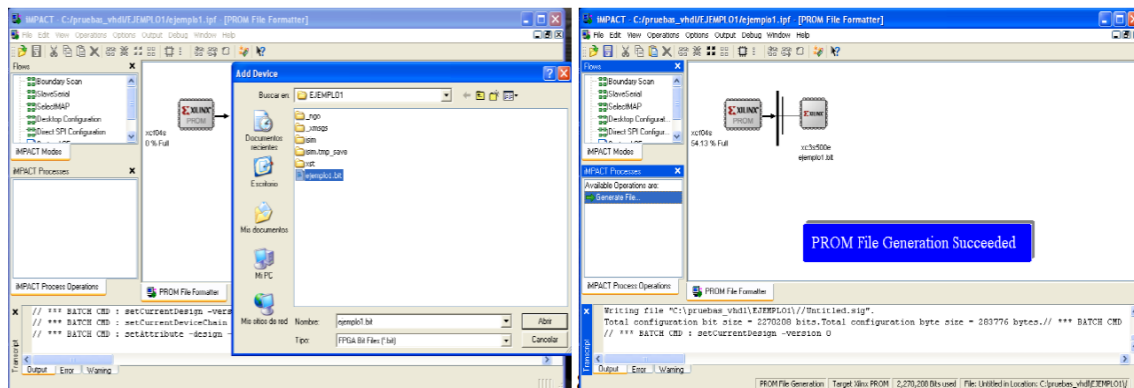 iMPACT - C:/pruebas_vhdl/EJEMPLO1/ejemplo1.ipf - [PROM File Formatter]
File Edit View Operations Options Output Debug Window Help
Flows
Boundary Scan
SlaveSerial
SelectMAP
Desktop Configuration
Direct SPI Configuration
iMPACT Modes
iMPACT Processes
iMPACT Process Operations
XILINX
PROM
xcf04s
0 % Full
PROM File Formatter
Add Device
Buscar en:
EJEMPLO1
_ngo
_xmsgs
isim
isim.tmp_save
xst
ejemplo1.bit
Documentos
recientes
Escritorio
Mis documentos
Mi PC
Mis sitios de red
Nombre:
ejemplo1.bit
Abrir
Tipo:
FPGA Bit Files (*.bit)
Cancelar
// *** BATCH CMD : setCurrentDesign -vers
// *** BATCH CMD : setCurrentDeviceChain
// *** BATCH CMD : setAttribute -design -
Transcript
Output Error Warning
iMPACT - C:/pruebas_vhdl/EJEMPLO1/ejemplo1.ipf - [PROM File Formatter]
File Edit View Operations Options Output Debug Window Help
Flows
Boundary Scan
SlaveSerial
SelectMAP
Desktop Configurat...
Direct SPI Configur...
iMPACT Modes
iMPACT Processes
Available Operations are:
Generate File...
iMPACT Process Operations
XILINX
PROM
xcf04s
54.13 % Full
XILINX
xc3s500e
ejemplo1.bit
PROM File Generation Succeeded
PROM File Formatter
Writing file "C:\pruebas_vhdl\EJEMPLO1\//Untitled.sig".
Total configuration bit size = 2270208 bits.Total configuration byte size = 283776 bytes.// *** BATCH CMD
// *** BATCH CMD : setCurrentDesign -version 0
Transcript
Output Error Warning
PROM File Generation Target Xilinx PROM 2,270,208 Bits used File: Untitled in Location: C:/pruebas_vhdl/EJEMPLO1\/